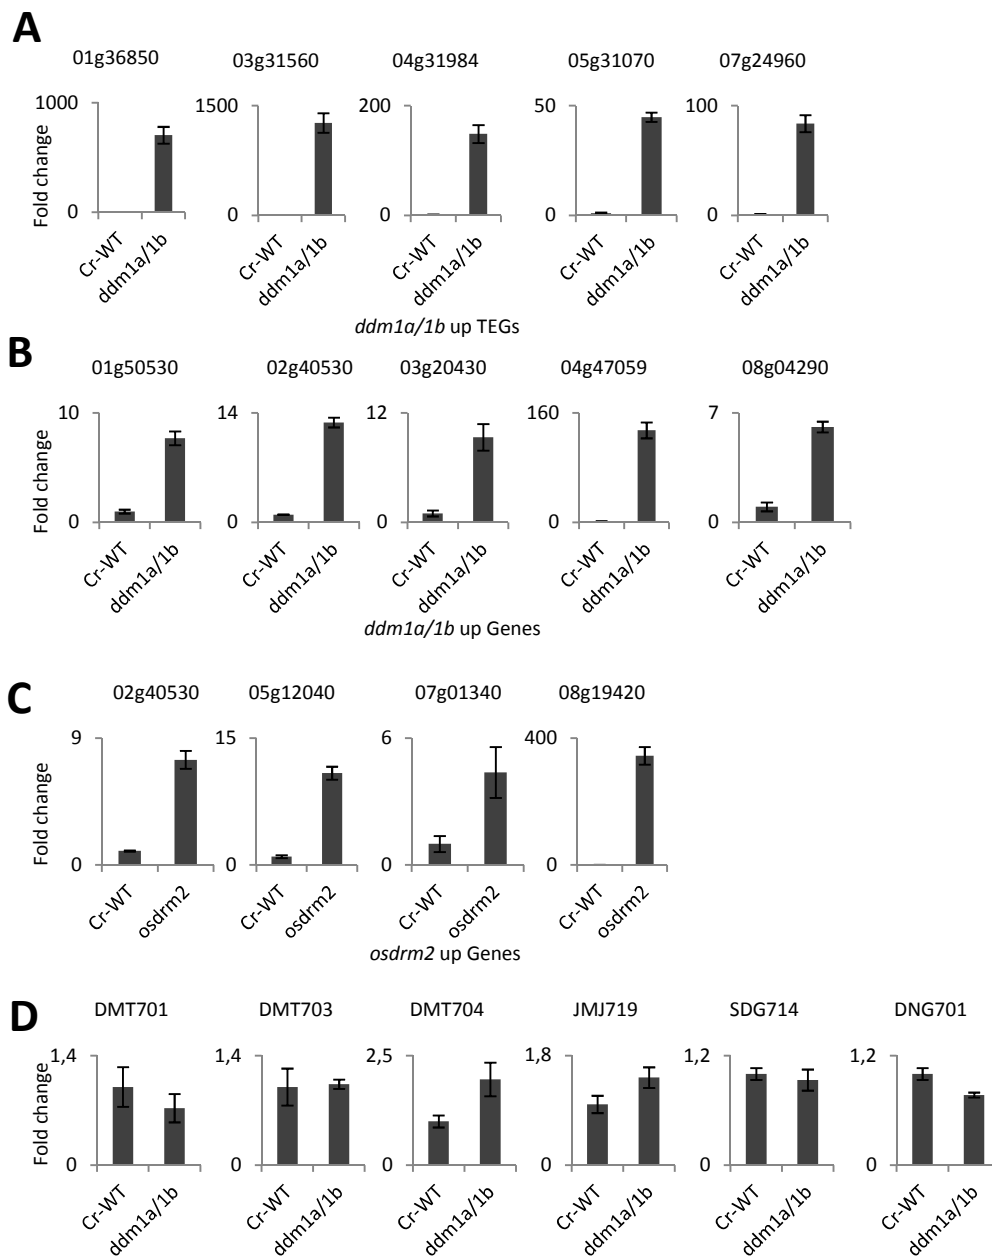 A
01g36850 03g31560 04g31984 05g31070 07g24960
Fold change
1000 1500 200 50 100
0 0 0 0 0
Cr-WT ddm1a/1b Cr-WT ddm1a/1b Cr-WT ddm1a/1b Cr-WT ddm1a/1b Cr-WT ddm1a/1b
ddm1a/1b up TEGs
B
01g50530 02g40530 03g20430 04g47059 08g04290
Fold change
10 14 12 160 7
0 0 0 0 0
Cr-WT ddm1a/1b Cr-WT ddm1a/1b Cr-WT ddm1a/1b Cr-WT ddm1a/1b Cr-WT ddm1a/1b
ddm1a/1b up Genes
C
02g40530 05g12040 07g01340 08g19420
Fold change
9 15 6 400
0 0 0 0
Cr-WT osdrm2 Cr-WT osdrm2 Cr-WT osdrm2 Cr-WT osdrm2
osdrm2 up Genes
D
DMT701 DMT703 DMT704 JMJ719 SDG714 DNG701
Fold change
1,4 1,4 2,5 1,8 1,2 1,2
0 0 0 0 0 0
Cr-WT ddm1a/1b Cr-WT ddm1a/1b Cr-WT ddm1a/1b Cr-WT ddm1a/1b Cr-WT ddm1a/1b Cr-WT ddm1a/1b